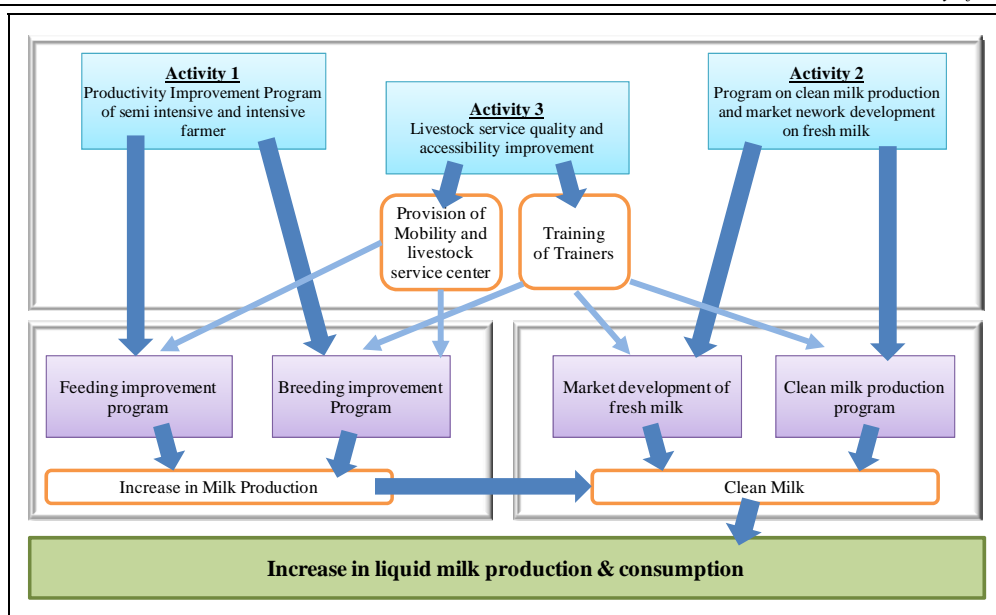 Activity 1
Productivity Improvement Program
of semi intensive and intensive
farmer
Activity 3
Livestock service quality and
accessibility improvement
Activity 2
Program on clean milk production
and market nework development
on fresh milk
Provision of
Mobility and
livestock
service center
Training
of Trainers
Feeding improvement
program
Breeding improvement
Program
Market development of
fresh milk
Clean milk production
program
Increase in Milk Production
Clean Milk
Increase in liquid milk production & consumption